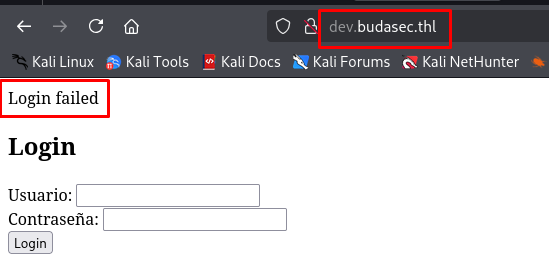 dev.budasec.thl
Kali Linux Kali Tools Kali Docs Kali Forums Kali NetHunter
Login failed
Login
Usuario:
Contraseña:
Login